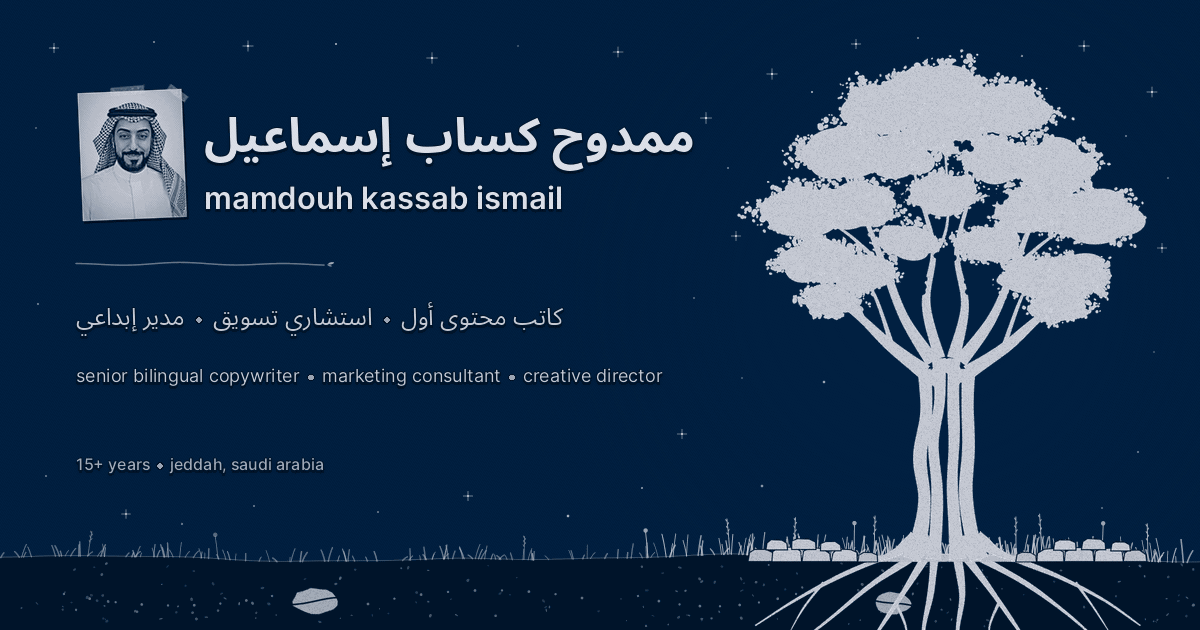 ممدوح كساب إسماعيل
mamdouh kassab ismail
كاتب محتوى أول • استشاري تسويق • مدير إبداعي
senior bilingual copywriter • marketing consultant • creative director
15+ years • jeddah, saudi arabia